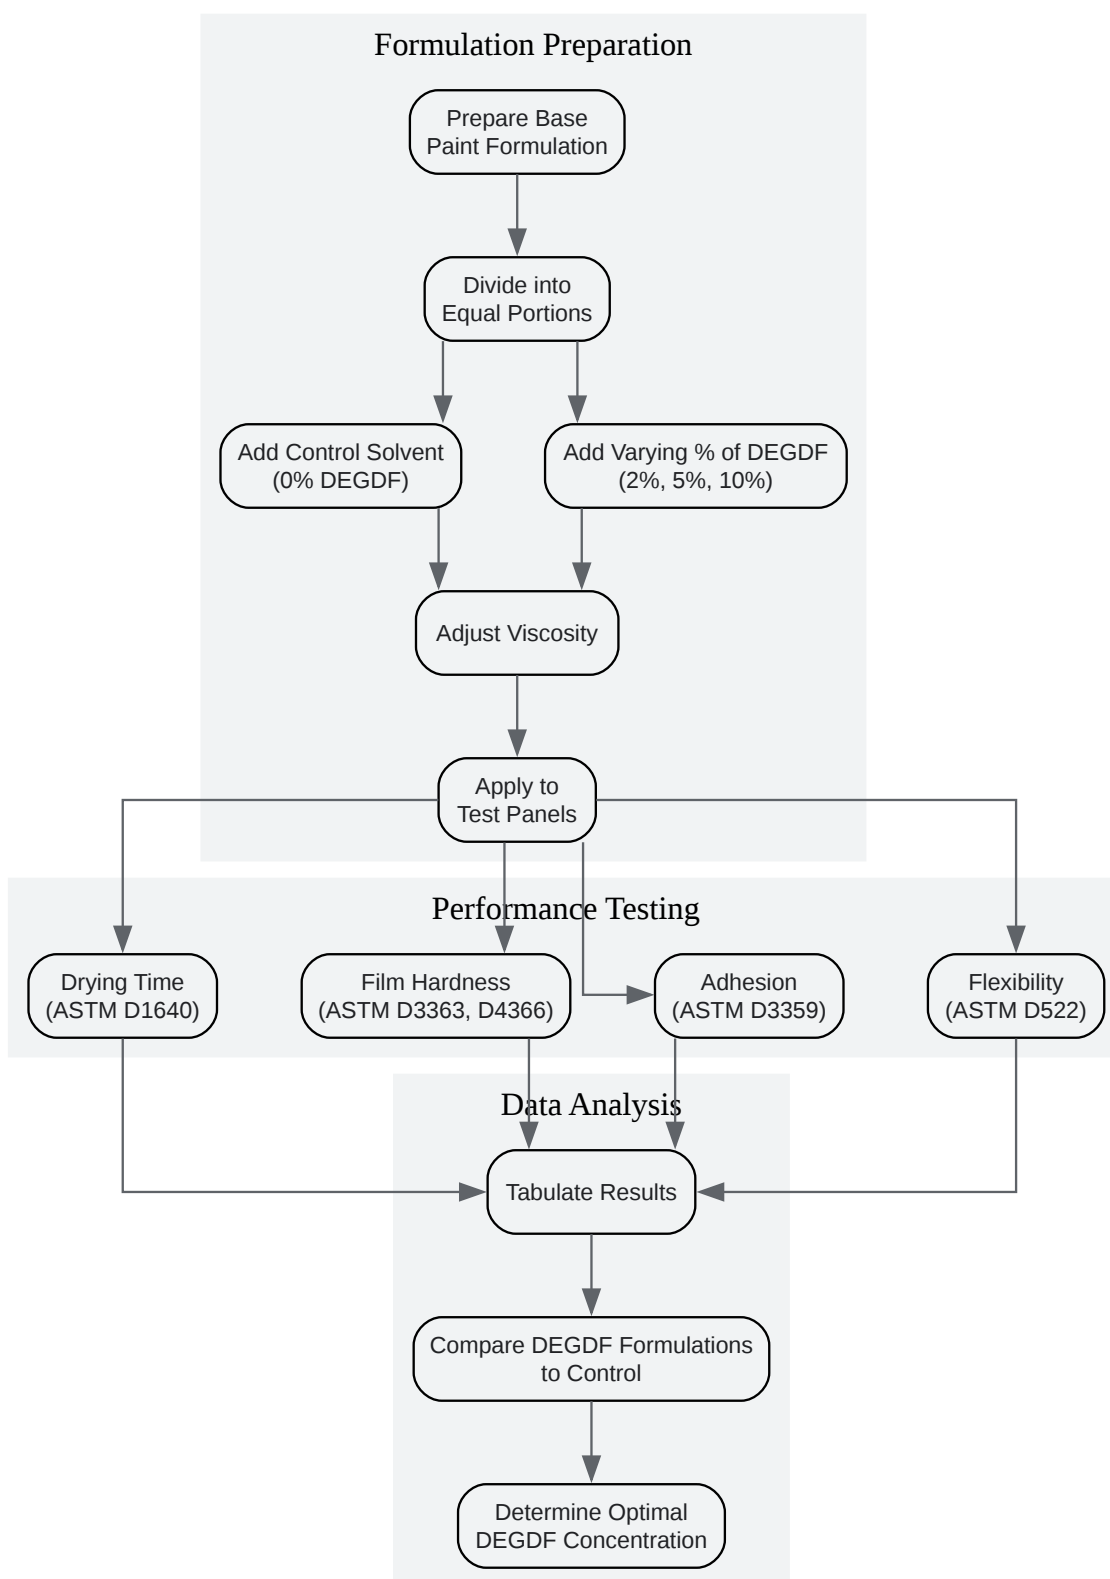 Formulation Preparation
Prepare Base
Paint Formulation
Divide into
Equal Portions
Add Control Solvent
(0% DEGDF)
Add Varying % of DEGDF
(2%, 5%, 10%)
Adjust Viscosity
Apply to
Test Panels
Performance Testing
Drying Time
(ASTM D1640)
Film Hardness
(ASTM D3363, D4366)
Adhesion
(ASTM D3359)
Flexibility
(ASTM D522)
Data Analysis
Tabulate Results
Compare DEGDF Formulations
to Control
Determine Optimal
DEGDF Concentration